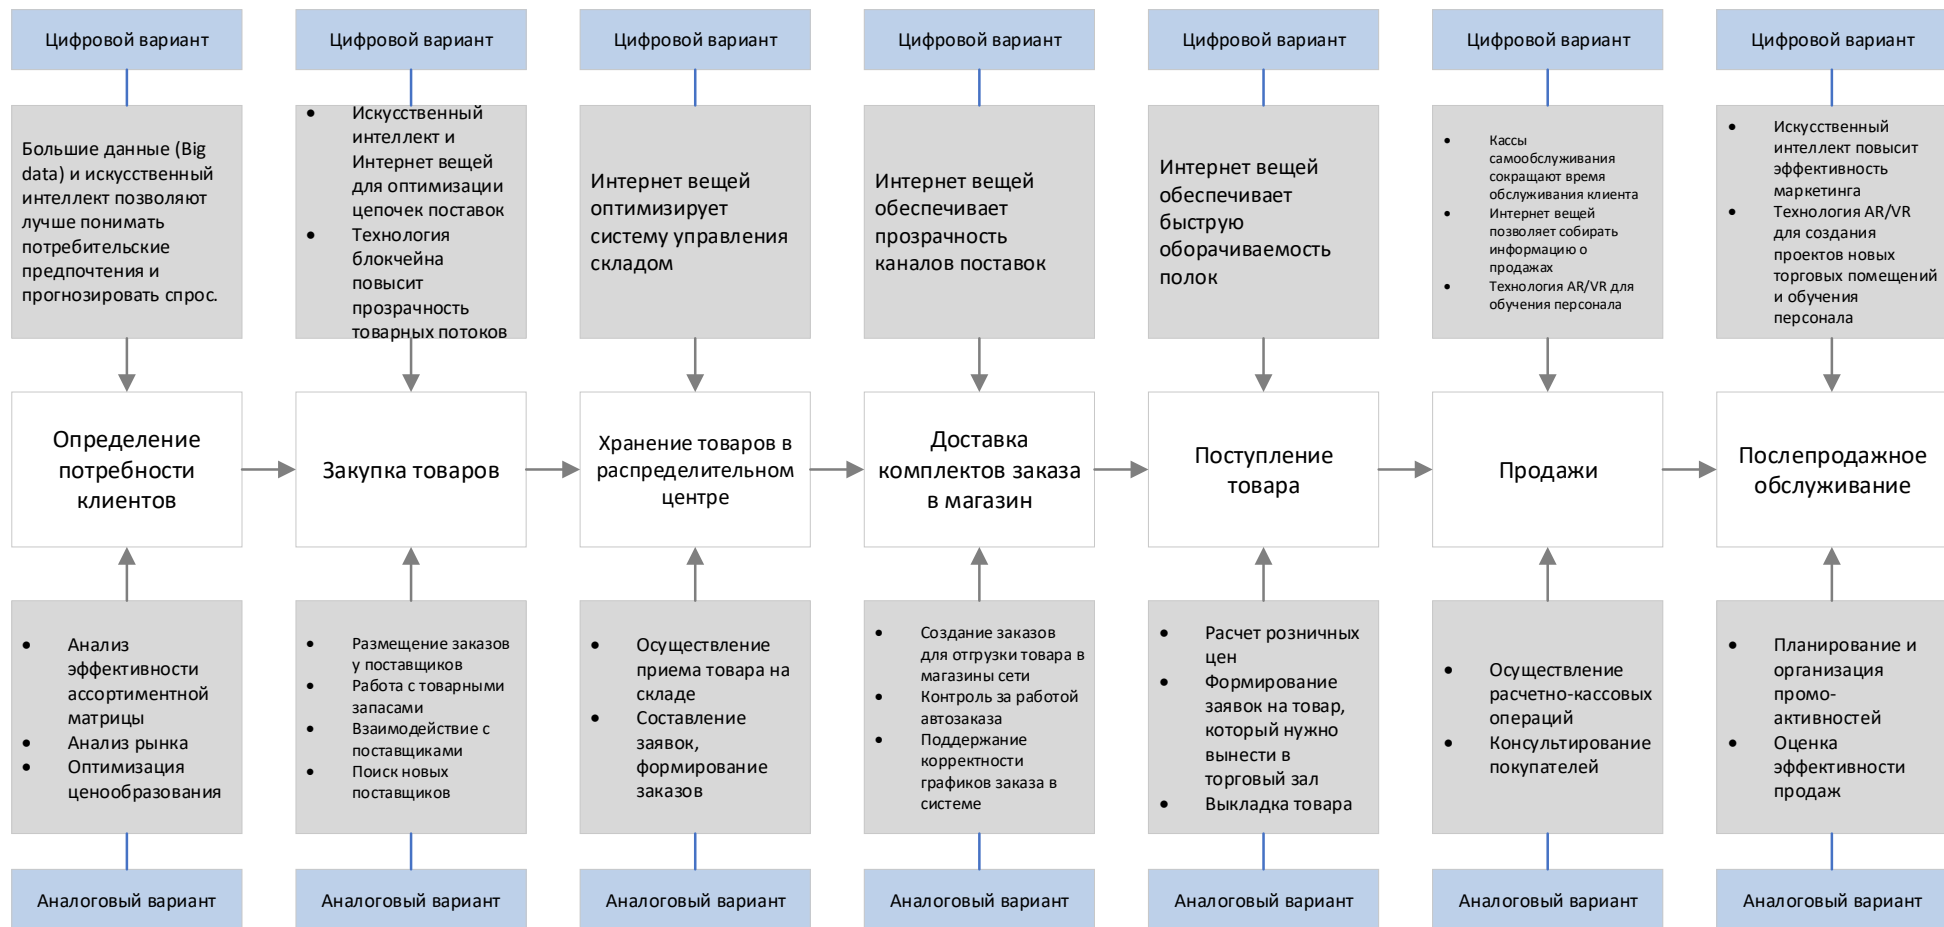 Цифровой вариант
Цифровой вариант
Цифровой вариант
Цифровой вариант
Цифровой вариант
Цифровой вариант
Цифровой вариант
Большие данные (Big
data) и искусственный
интеллект позволяют
лучше понимать
потребительские
предпочтения и
прогнозировать спрос.
• Искусственный
интеллект и
Интернет вещей
для оптимизации
цепочек поставок
• Технология
блокчейна
повысит
прозрачность
товарных потоков
Интернет вещей
оптимизирует
систему управления
складом
Интернет вещей
обеспечивает
прозрачность
каналов поставок
Интернет вещей
обеспечивает
быструю
оборачиваемость
полок
• Кассы
самообслуживания
сокращают время
обслуживания клиента
• Интернет вещей
позволяет собирать
информацию о
продажах
• Технология AR/VR для
обучения персонала
• Искусственный
интеллект повысит
эффективность
маркетинга
• Технология AR/VR
для создания
проектов новых
торговых помещений
и обучения
персонала
Определение
потребности
клиентов
Закупка товаров
Хранение товаров в
распределительном
центре
Доставка
комплектов заказа
в магазин
Поступление
товара
Продажи
Послепродажное
обслуживание
• Анализ
эффективности
ассортиментной
матрицы
• Анализ рынка
• Оптимизация
ценообразования
• Размещение заказов
у поставщиков
• Работа с товарными
запасами
• Взаимодействие с
поставщиками
• Поиск новых
поставщиков
• Осуществление
приема товара на
складе
• Составление
заявок,
формирование
заказов
• Создание заказов
для отгрузки товара в
магазины сети
• Контроль за работой
автозаказа
• Поддержание
корректности
графиков заказа в
системе
• Расчет розничных
цен
• Формирование
заявок на товар,
который нужно
вынести в
торговый зал
• Выкладка товара
• Осуществление
расчетно-кассовых
операций
• Консультирование
покупателей
• Планирование и
организация
промо-
активностей
• Оценка
эффективности
продаж
Аналоговый вариант
Аналоговый вариант
Аналоговый вариант
Аналоговый вариант
Аналоговый вариант
Аналоговый вариант
Аналоговый вариант